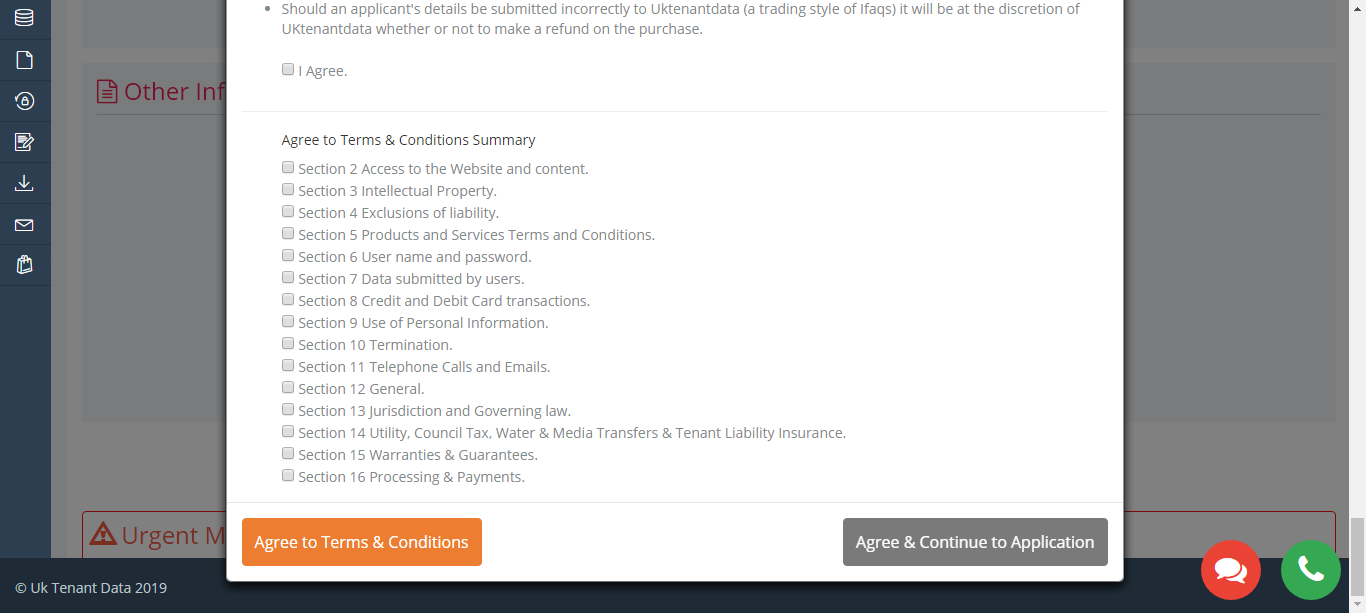 Should an applicant's details be submitted incorrectly to Uktenantdata (a trading style of Ifaqs) it will be at the discretion of
UKtenantdata whether or not to make a refund on the purchase.
I Agree.
Other Inf
Agree to Terms & Conditions Summary
Section 2 Access to the Website and content.
Section 3 Intellectual Property.
Section 4 Exclusions of liability.
Section 5 Products and Services Terms and Conditions.
Section 6 User name and password.
Section 7 Data submitted by users.
Section 8 Credit and Debit Card transactions.
Section 9 Use of Personal Information.
Section 10 Termination.
Section 11 Telephone Calls and Emails.
Section 12 General.
Section 13 Jurisdiction and Governing law.
Section 14 Utility, Council Tax, Water & Media Transfers & Tenant Liability Insurance.
Section 15 Warranties & Guarantees.
Section 16 Processing & Payments.
Urgent M
Agree to Terms & Conditions
Agree & Continue to Application
© Uk Tenant Data 2019